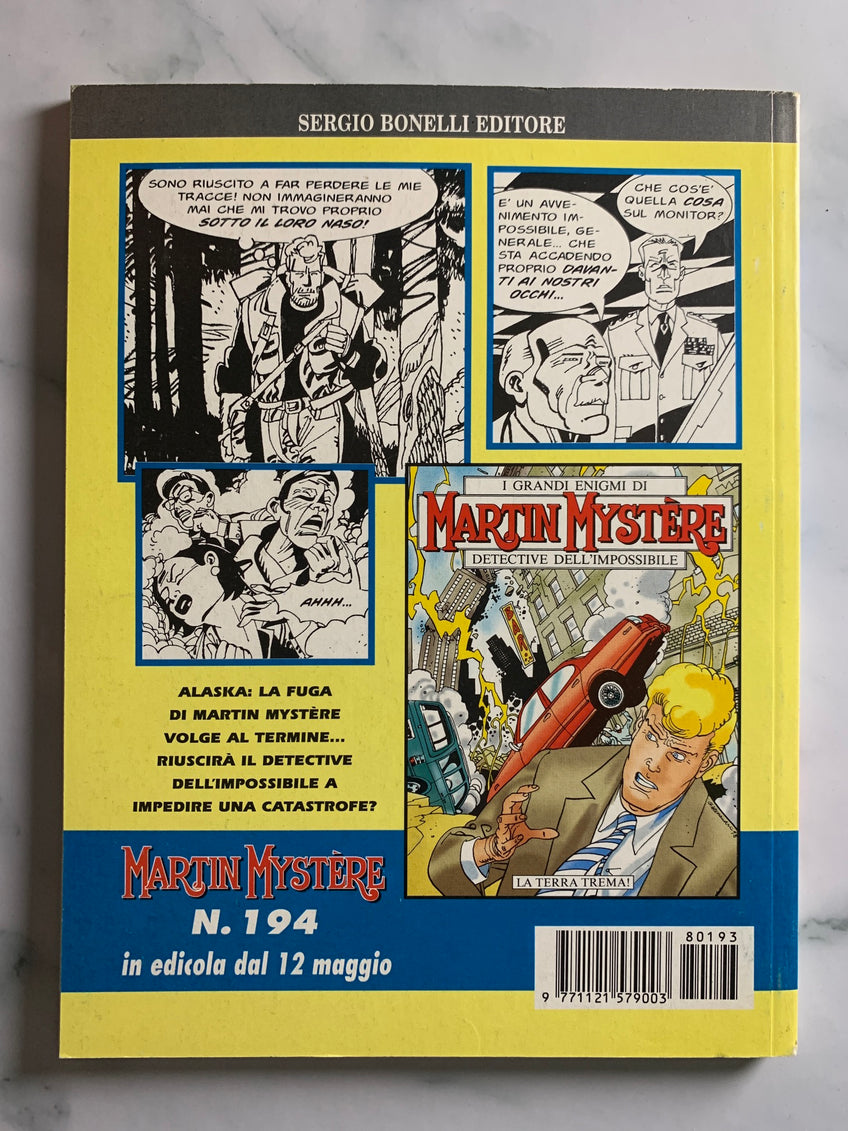 SERGIO BONELLI EDITORE
SONO RIUSCITO A FAR PERDERE LE MIE
TRACCE! NON IMMAGINERANNO
MAI CHE MI TROVO PROPRIO
SOTTO IL LORO NASO!
E' UN AVVE-
NIMENTO IM-
POSSIBILE, GE-
NERALE... CHE
STA ACCADENDO
PROPRIO DAVAN-
TI AI NOSTRI
OCCHI...
CHE COS'E'
QUELLA COSA
SUL MONITOR?
AHHH...
I GRANDI ENIGMI DI
MARTIN MYSTÈRE
DETECTIVE DELL'IMPOSSIBILE
LA TERRA TREMA!
ALASKA: LA FUGA
DI MARTIN MYSTÈRE
VOLGE AL TERMINE...
RIUSCIRÀ IL DETECTIVE
DELL'IMPOSSIBILE A
IMPEDIRE UNA CATASTROFE?
MARTIN MYSTÈRE
N. 194
in edicola dal 12 maggio
80193
9 771121 579003